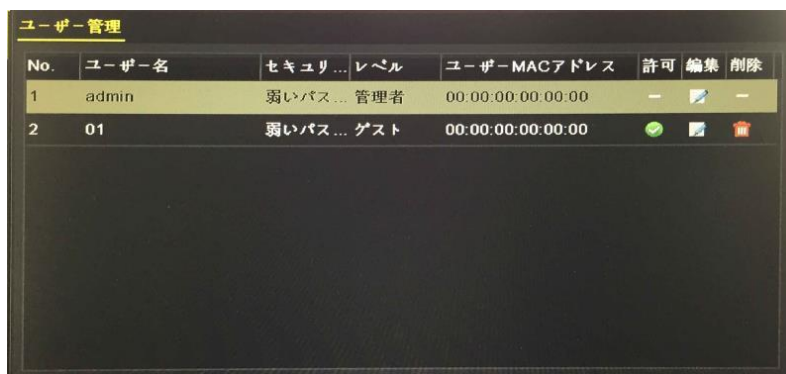 ユーザー管理
No. ユーザー名 セキュリ... レベル ユーザーMACアドレス 許可 編集 削除
1 admin 弱いパス... 管理者 00:00:00:00:00:00 —  —
2 01 弱いパス... ゲスト 00:00:00:00:00:00